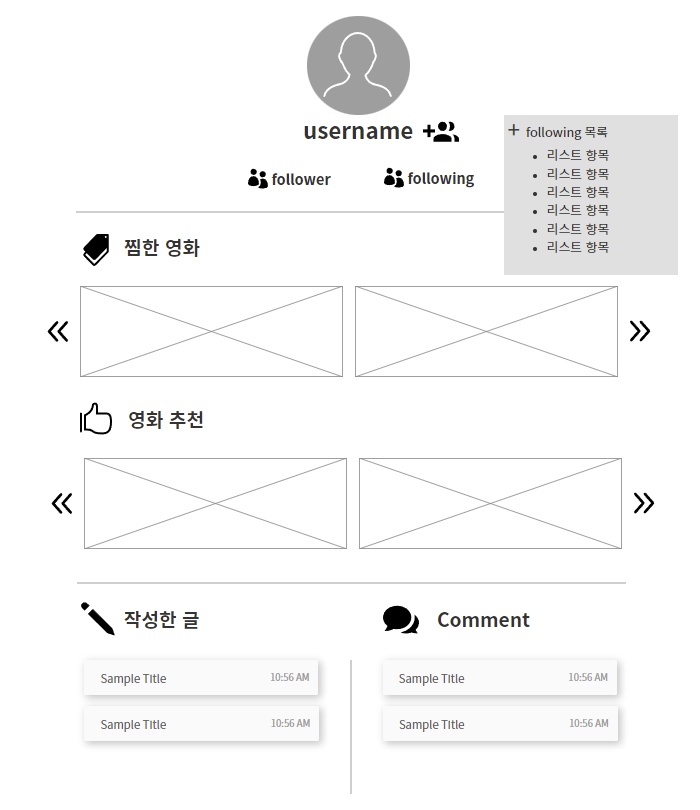 username
follower
following
following 목록
리스트 항목
리스트 항목
리스트 항목
리스트 항목
리스트 항목
리스트 항목
찜한 영화
영화 추천
작성한 글
Sample TItle 10:56 AM
Sample TItle 10:56 AM
Comment
Sample TItle 10:56 AM
Sample TItle 10:56 AM